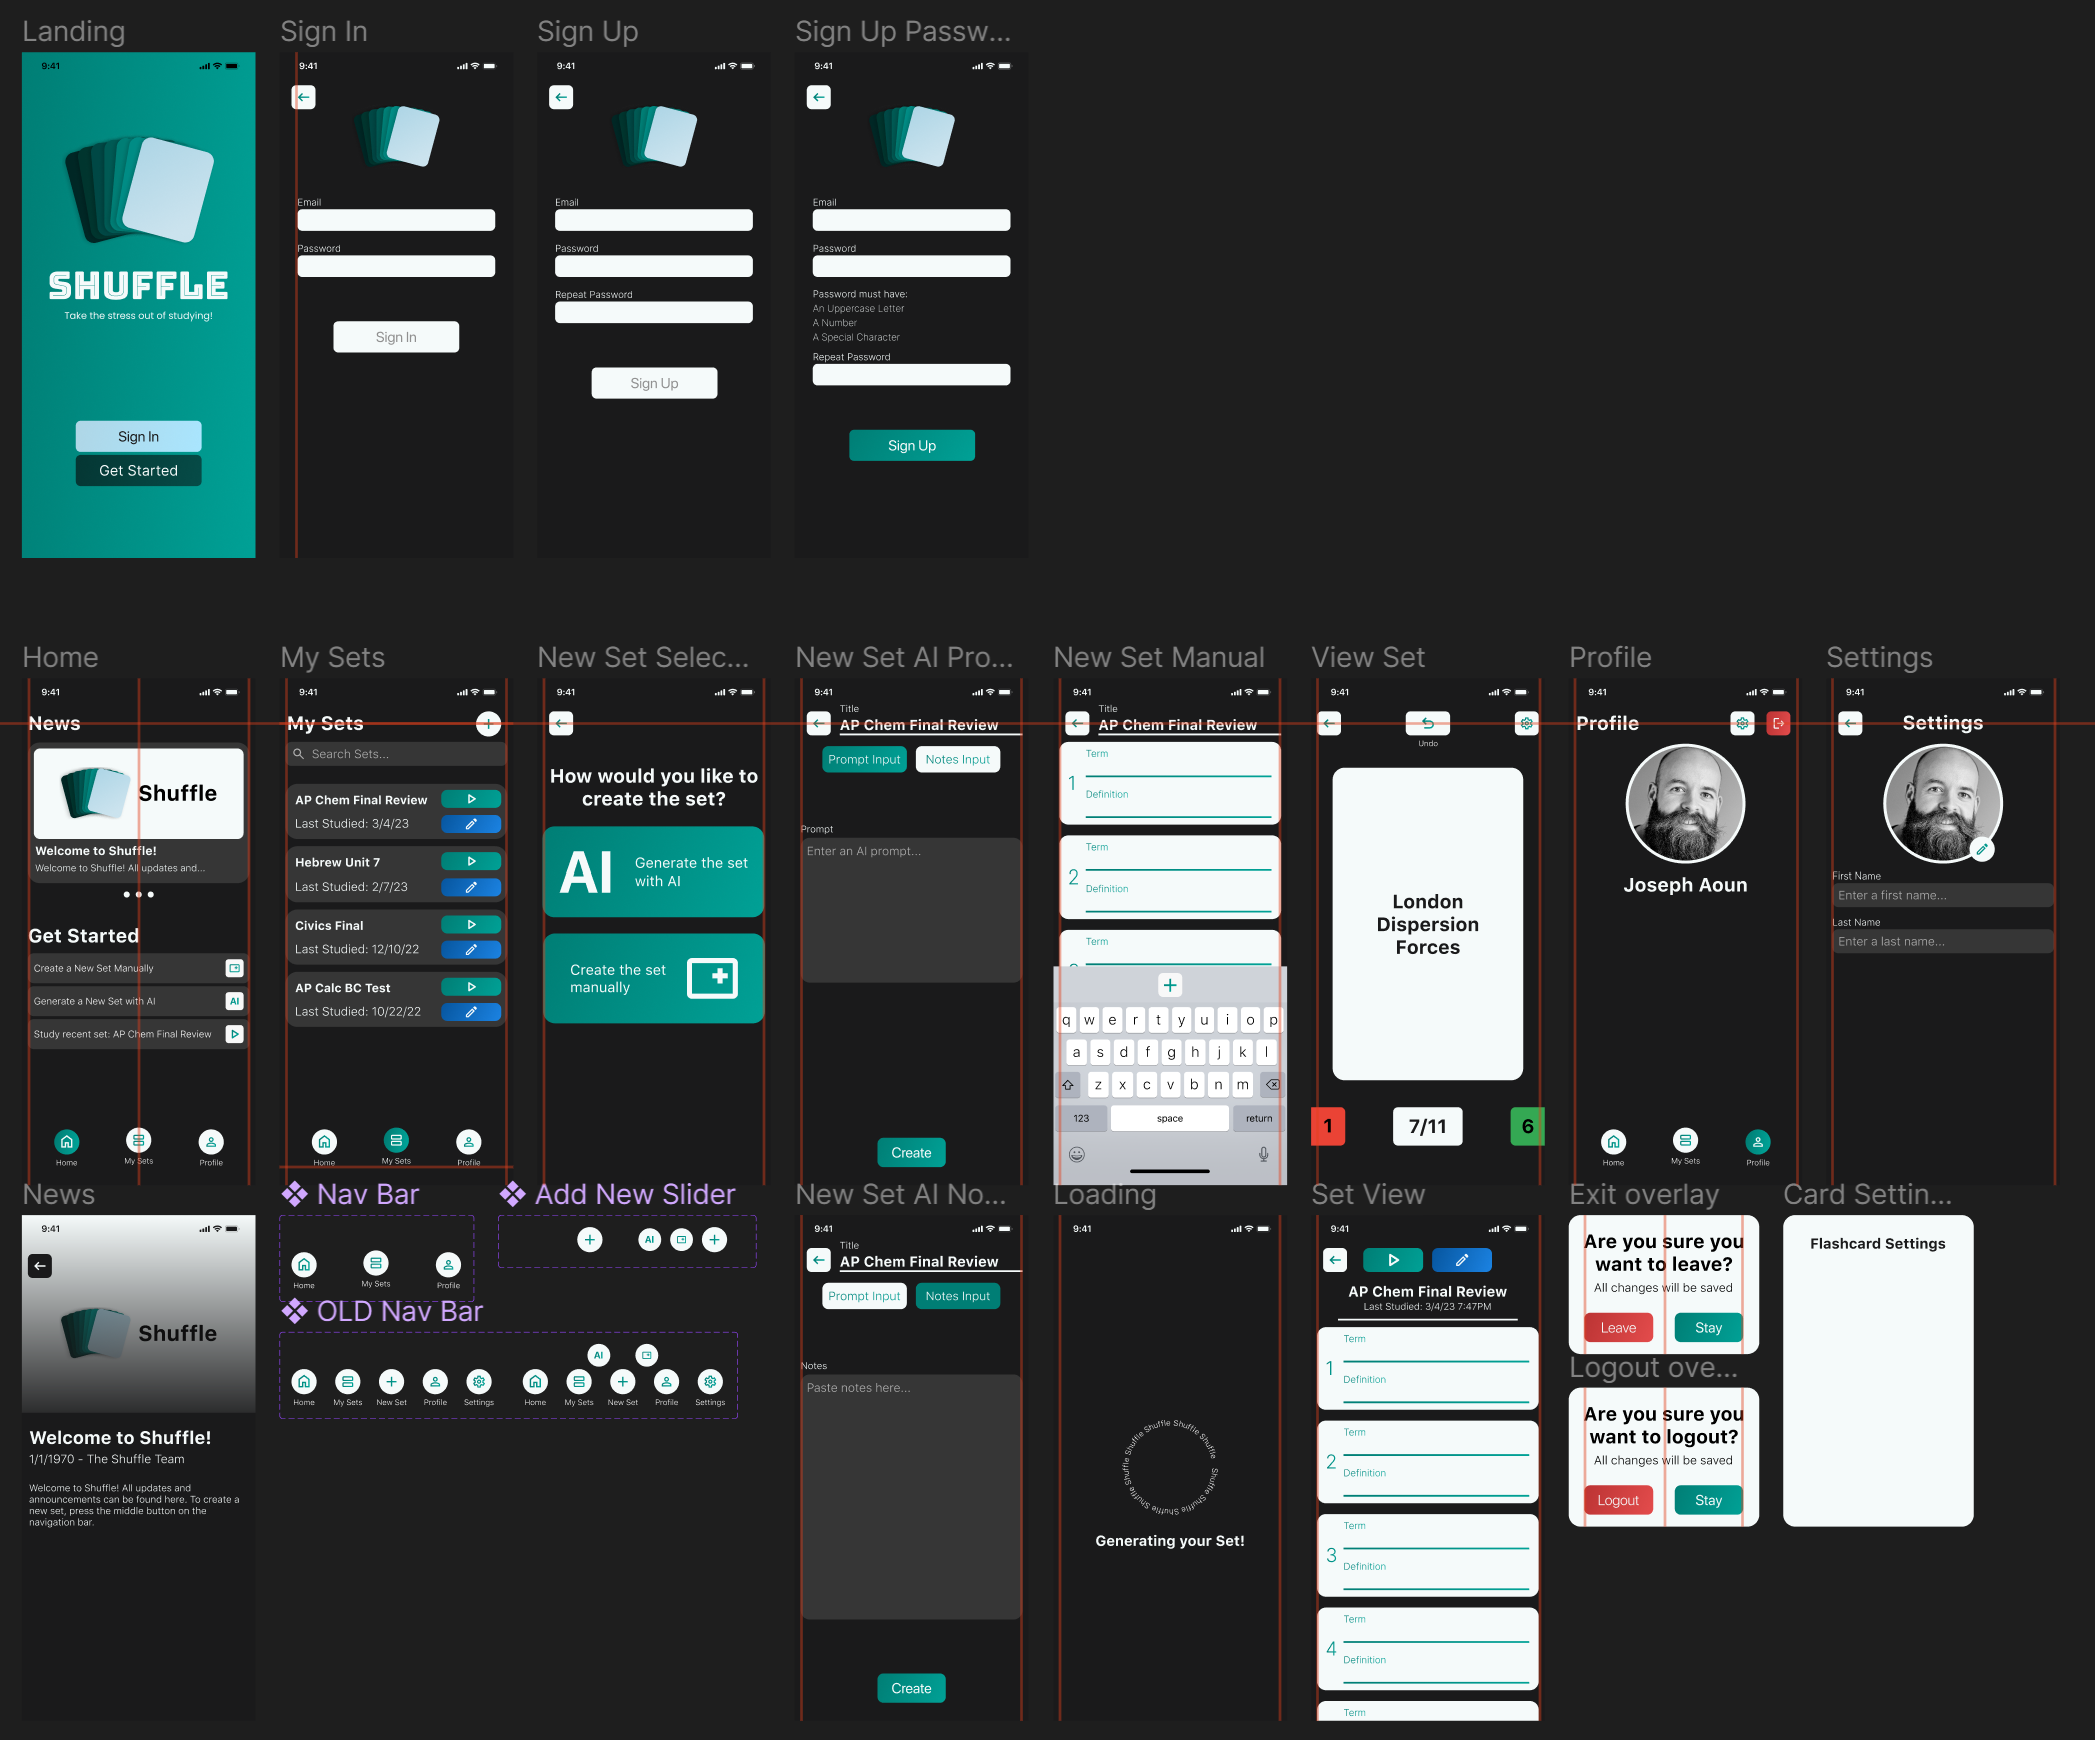 Landing
9:41
SHUFFLE
Take the stress out of studying!
Sign In
Get Started
Sign In
9:41
Email
Password
Sign In
Sign Up
9:41
Email
Password
Repeat Password
Sign Up
Sign Up Passw...
9:41
Email
Password
Password must have:
An Uppercase Letter
A Number
A Special Character
Repeat Password
Sign Up
Home
9:41
News
Shuffle
Welcome to Shuffle!
Welcome to Shuffle! All updates and...
Get Started
Create a New Set Manually
Generate a New Set with AI
AI
Study recent set: AP Chem Final Review
Home
My Sets
Profile
My Sets
9:41
My Sets
Search Sets...
AP Chem Final Review
Last Studied: 3/4/23
Hebrew Unit 7
Last Studied: 2/7/23
Civics Final
Last Studied: 12/10/22
AP Calc BC Test
Last Studied: 10/22/22
Home
My Sets
Profile
New Set Selec...
9:41
How would you like to
create the set?
AI
Generate the set
with AI
Create the set
manually
New Set AI Pro...
9:41
Title
AP Chem Final Review
Prompt Input
Notes Input
Prompt
Enter an AI prompt...
Create
New Set Manual
9:41
Title
AP Chem Final Review
Term
1
Definition
Term
2
Definition
Term
q w e r t y u i o p
a s d f g h j k l
z x c v b n m
123
space
return
View Set
9:41
Undo
London
Dispersion
Forces
1
7/11
6
Profile
9:41
Profile
Joseph Aoun
Home
My Sets
Profile
Settings
9:41
Settings
First Name
Enter a first name...
Last Name
Enter a last name...
News
9:41
Shuffle
Welcome to Shuffle!
1/1/1970 - The Shuffle Team
Welcome to Shuffle! All updates and
announcements can be found here. To create a
new set, press the middle button on the
navigation bar.
Nav Bar
Home
My Sets
Profile
Add New Slider
AI
OLD Nav Bar
Home
My Sets
New Set
Profile
Settings
AI
Home
My Sets
New Set
Profile
Settings
New Set AI No...
9:41
Title
AP Chem Final Review
Prompt Input
Notes Input
Notes
Paste notes here...
Create
Loading
9:41
Shuffle Shuffle Shuffle Shuffle Shuffle Shuffle Shuffle Shuffle Shuffle Shuffle
Generating your Set!
Set View
9:41
AP Chem Final Review
Last Studied: 3/4/23 7:47PM
Term
1
Definition
Term
2
Definition
Term
3
Definition
Term
4
Definition
Term
Exit overlay
Are you sure you
want to leave?
All changes will be saved
Leave
Stay
Logout ove...
Are you sure you
want to logout?
All changes will be saved
Logout
Stay
Card Settin...
Flashcard Settings